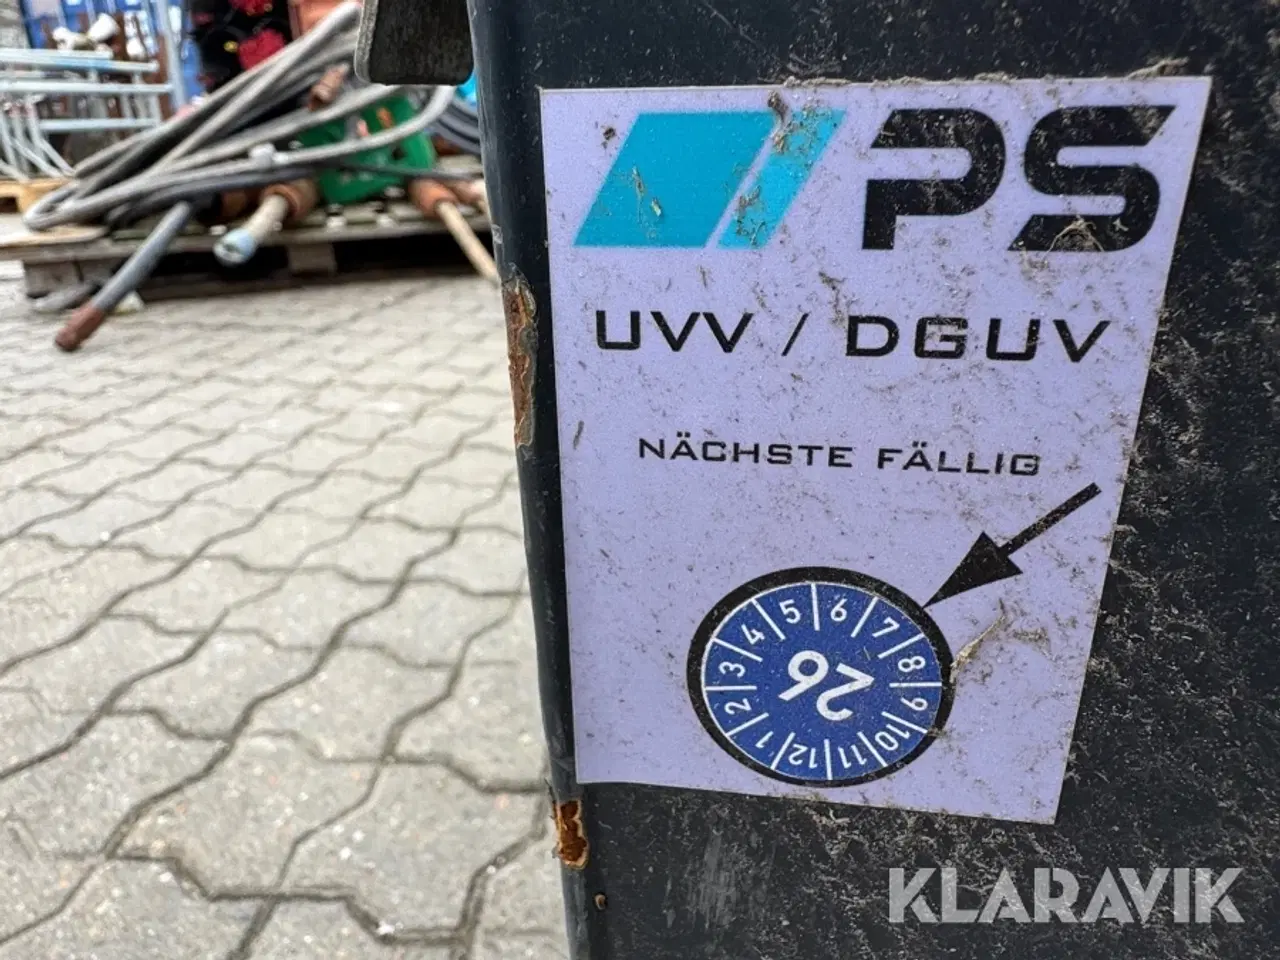 PS
UVV / DGUV
NÄCHSTE FÄLLIG
1 2 3 4 5 6 7 8 9 10 11 12
26
KLARAVIK